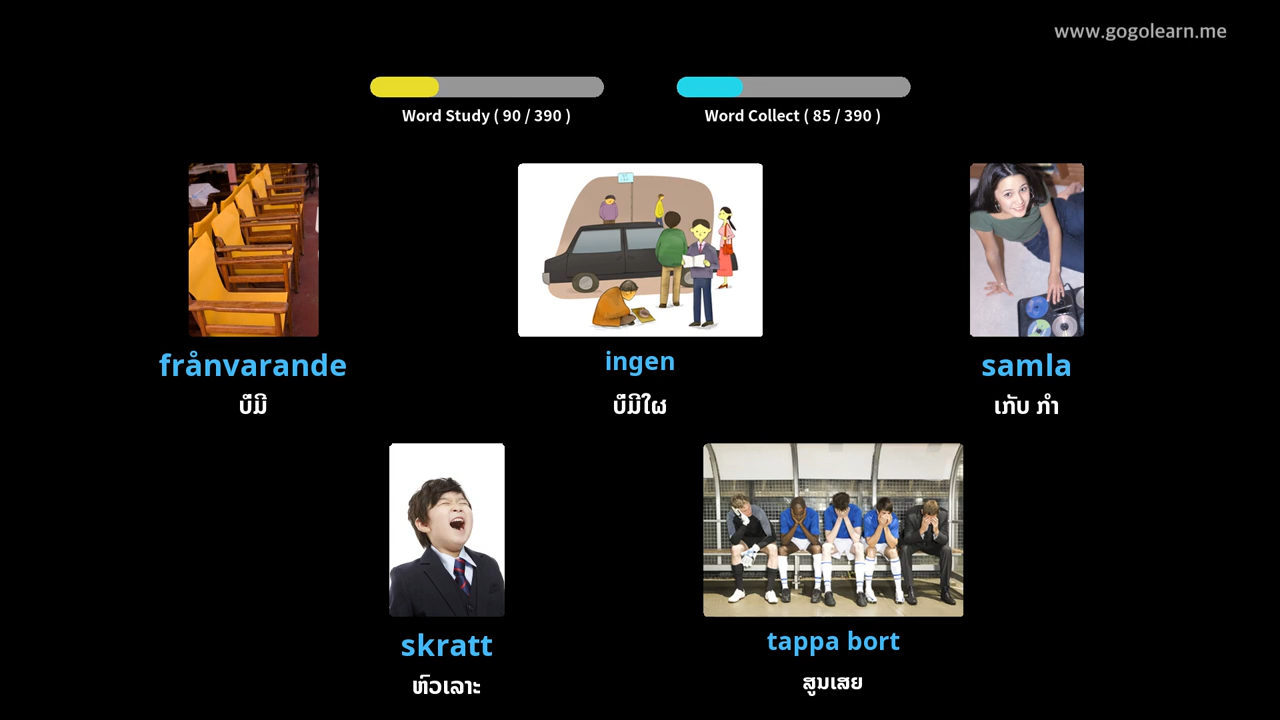 www.gogolearn.me
Word Study ( 90 / 390 )
Word Collect ( 85 / 390 )
frånvarande
ບໍ່ມີ
ingen
ບໍ່ມີໃຜ
samla
ເກັບ ກຳ
skratt
ຫົວເລາະ
tappa bort
ສູນເສຍ